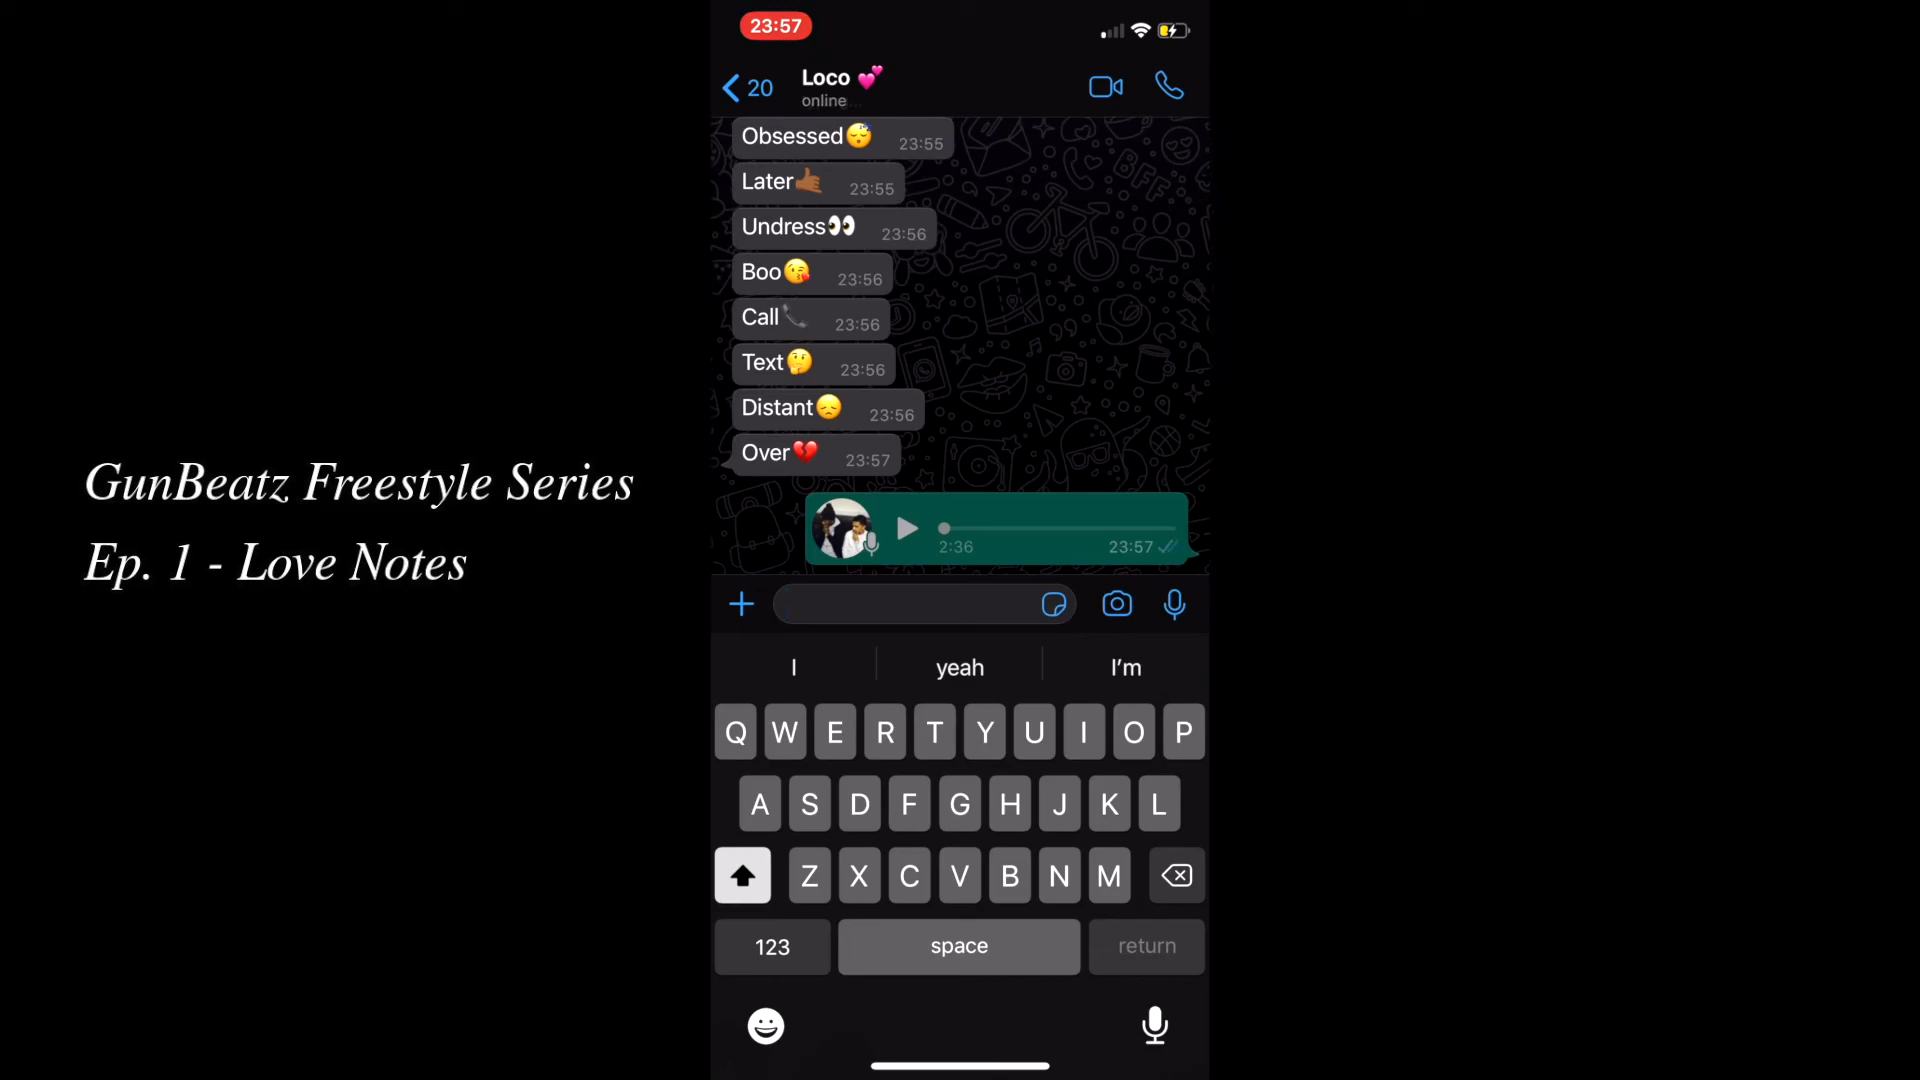 23:57
20
Loco 💕
online
Obsessed😴 23:55
Later🤙🏾 23:55
Undress👀 23:56
Boo😘 23:56
Call📞 23:56
Text🤔 23:56
Distant😞 23:56
Over💔 23:57
2:36 23:57
GunBeatz Freestyle Series
Ep. 1 - Love Notes
I yeah I’m
Q W E R T Y U I O P
A S D F G H J K L
Z X C V B N M
123 space return